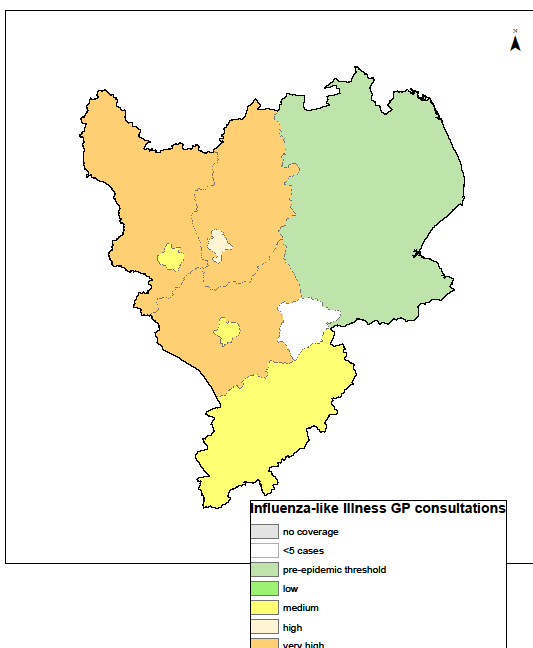 N
Influenza-like Illness GP consultations
no coverage
<5 cases
pre-epidemic threshold
low
medium
high
very high